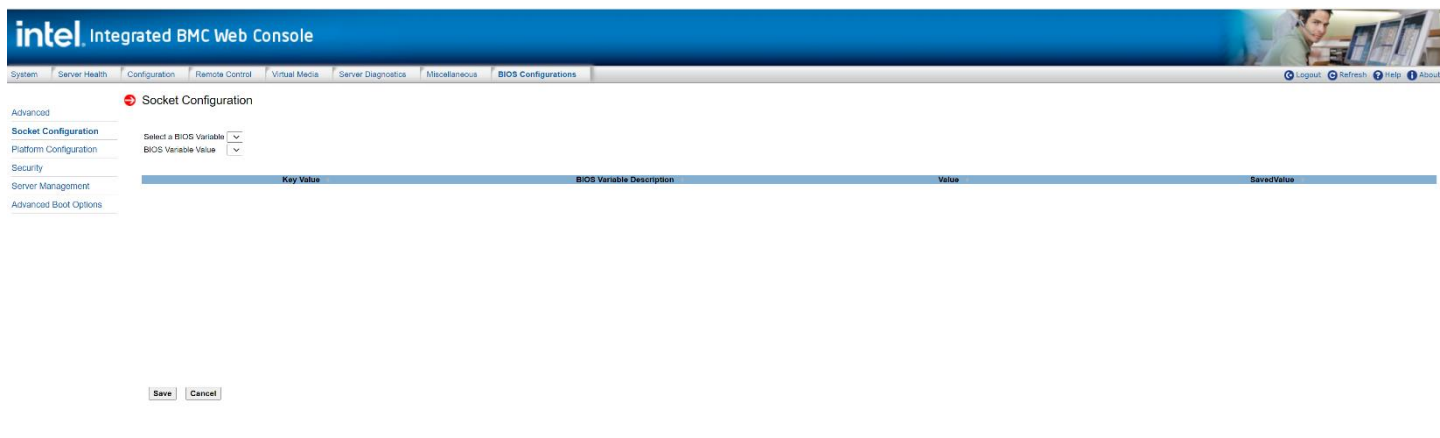 intel. Integrated BMC Web Console
System Server Health Configuration Remote Control Virtual Media Server Diagnostics Miscellaneous BIOS Configurations Logout Refresh Help About
Socket Configuration
Advanced
Socket Configuration
Select a BIOS Variable
Platform Configuration
BIOS Variable Value
Security
Key Value BIOS Variable Description Value SavedValue
Server Management
Advanced Boot Options
Save Cancel